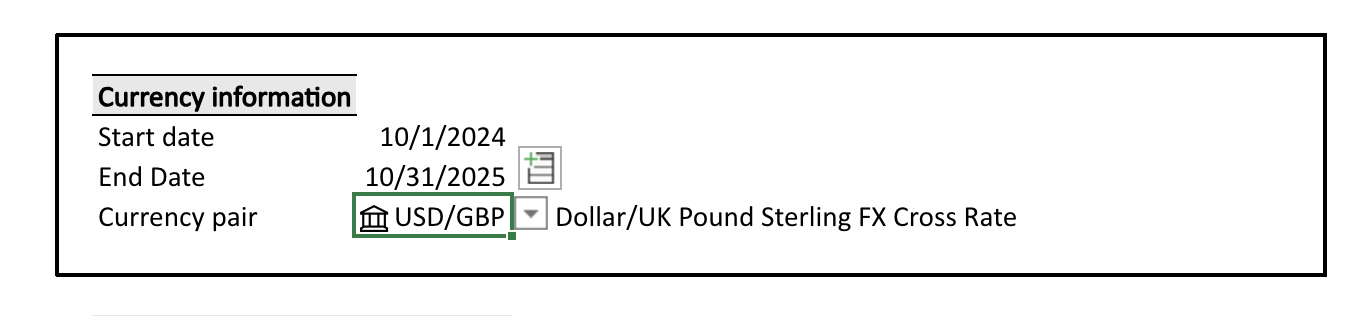 Currency information
Start date 10/1/2024
End Date 10/31/2025
Currency pair USD/GBP Dollar/UK Pound Sterling FX Cross Rate